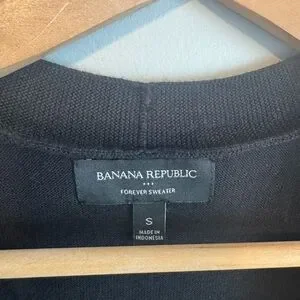 BANANA REPUBLIC
FOREVER SWEATER
S
MADE IN
INDONESIA